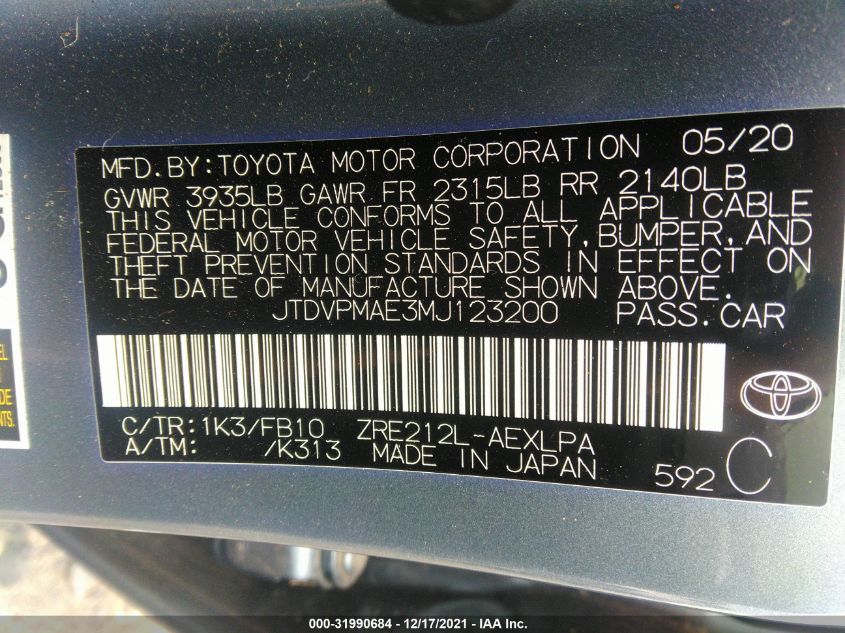 MFD.BY:TOYOTA MOTOR CORPORATION 05/20
GVWR 3935LB GAWR FR 2315LB RR 2140LB
THIS VEHICLE CONFORMS TO ALL APPLICABLE
FEDERAL MOTOR VEHICLE SAFETY,BUMPER,AND
THEFT PREVENTION STANDARDS IN EFFECT ON
THE DATE OF MANUFACTURE SHOWN ABOVE.
JTDVPMAE3MJ123200 PASS.CAR
C/TR:1K3/FB10 ZRE212L-AEXLPA
A/TM: /K313 MADE IN JAPAN 592 C
000-31990684 - 12/17/2021 - IAA Inc.